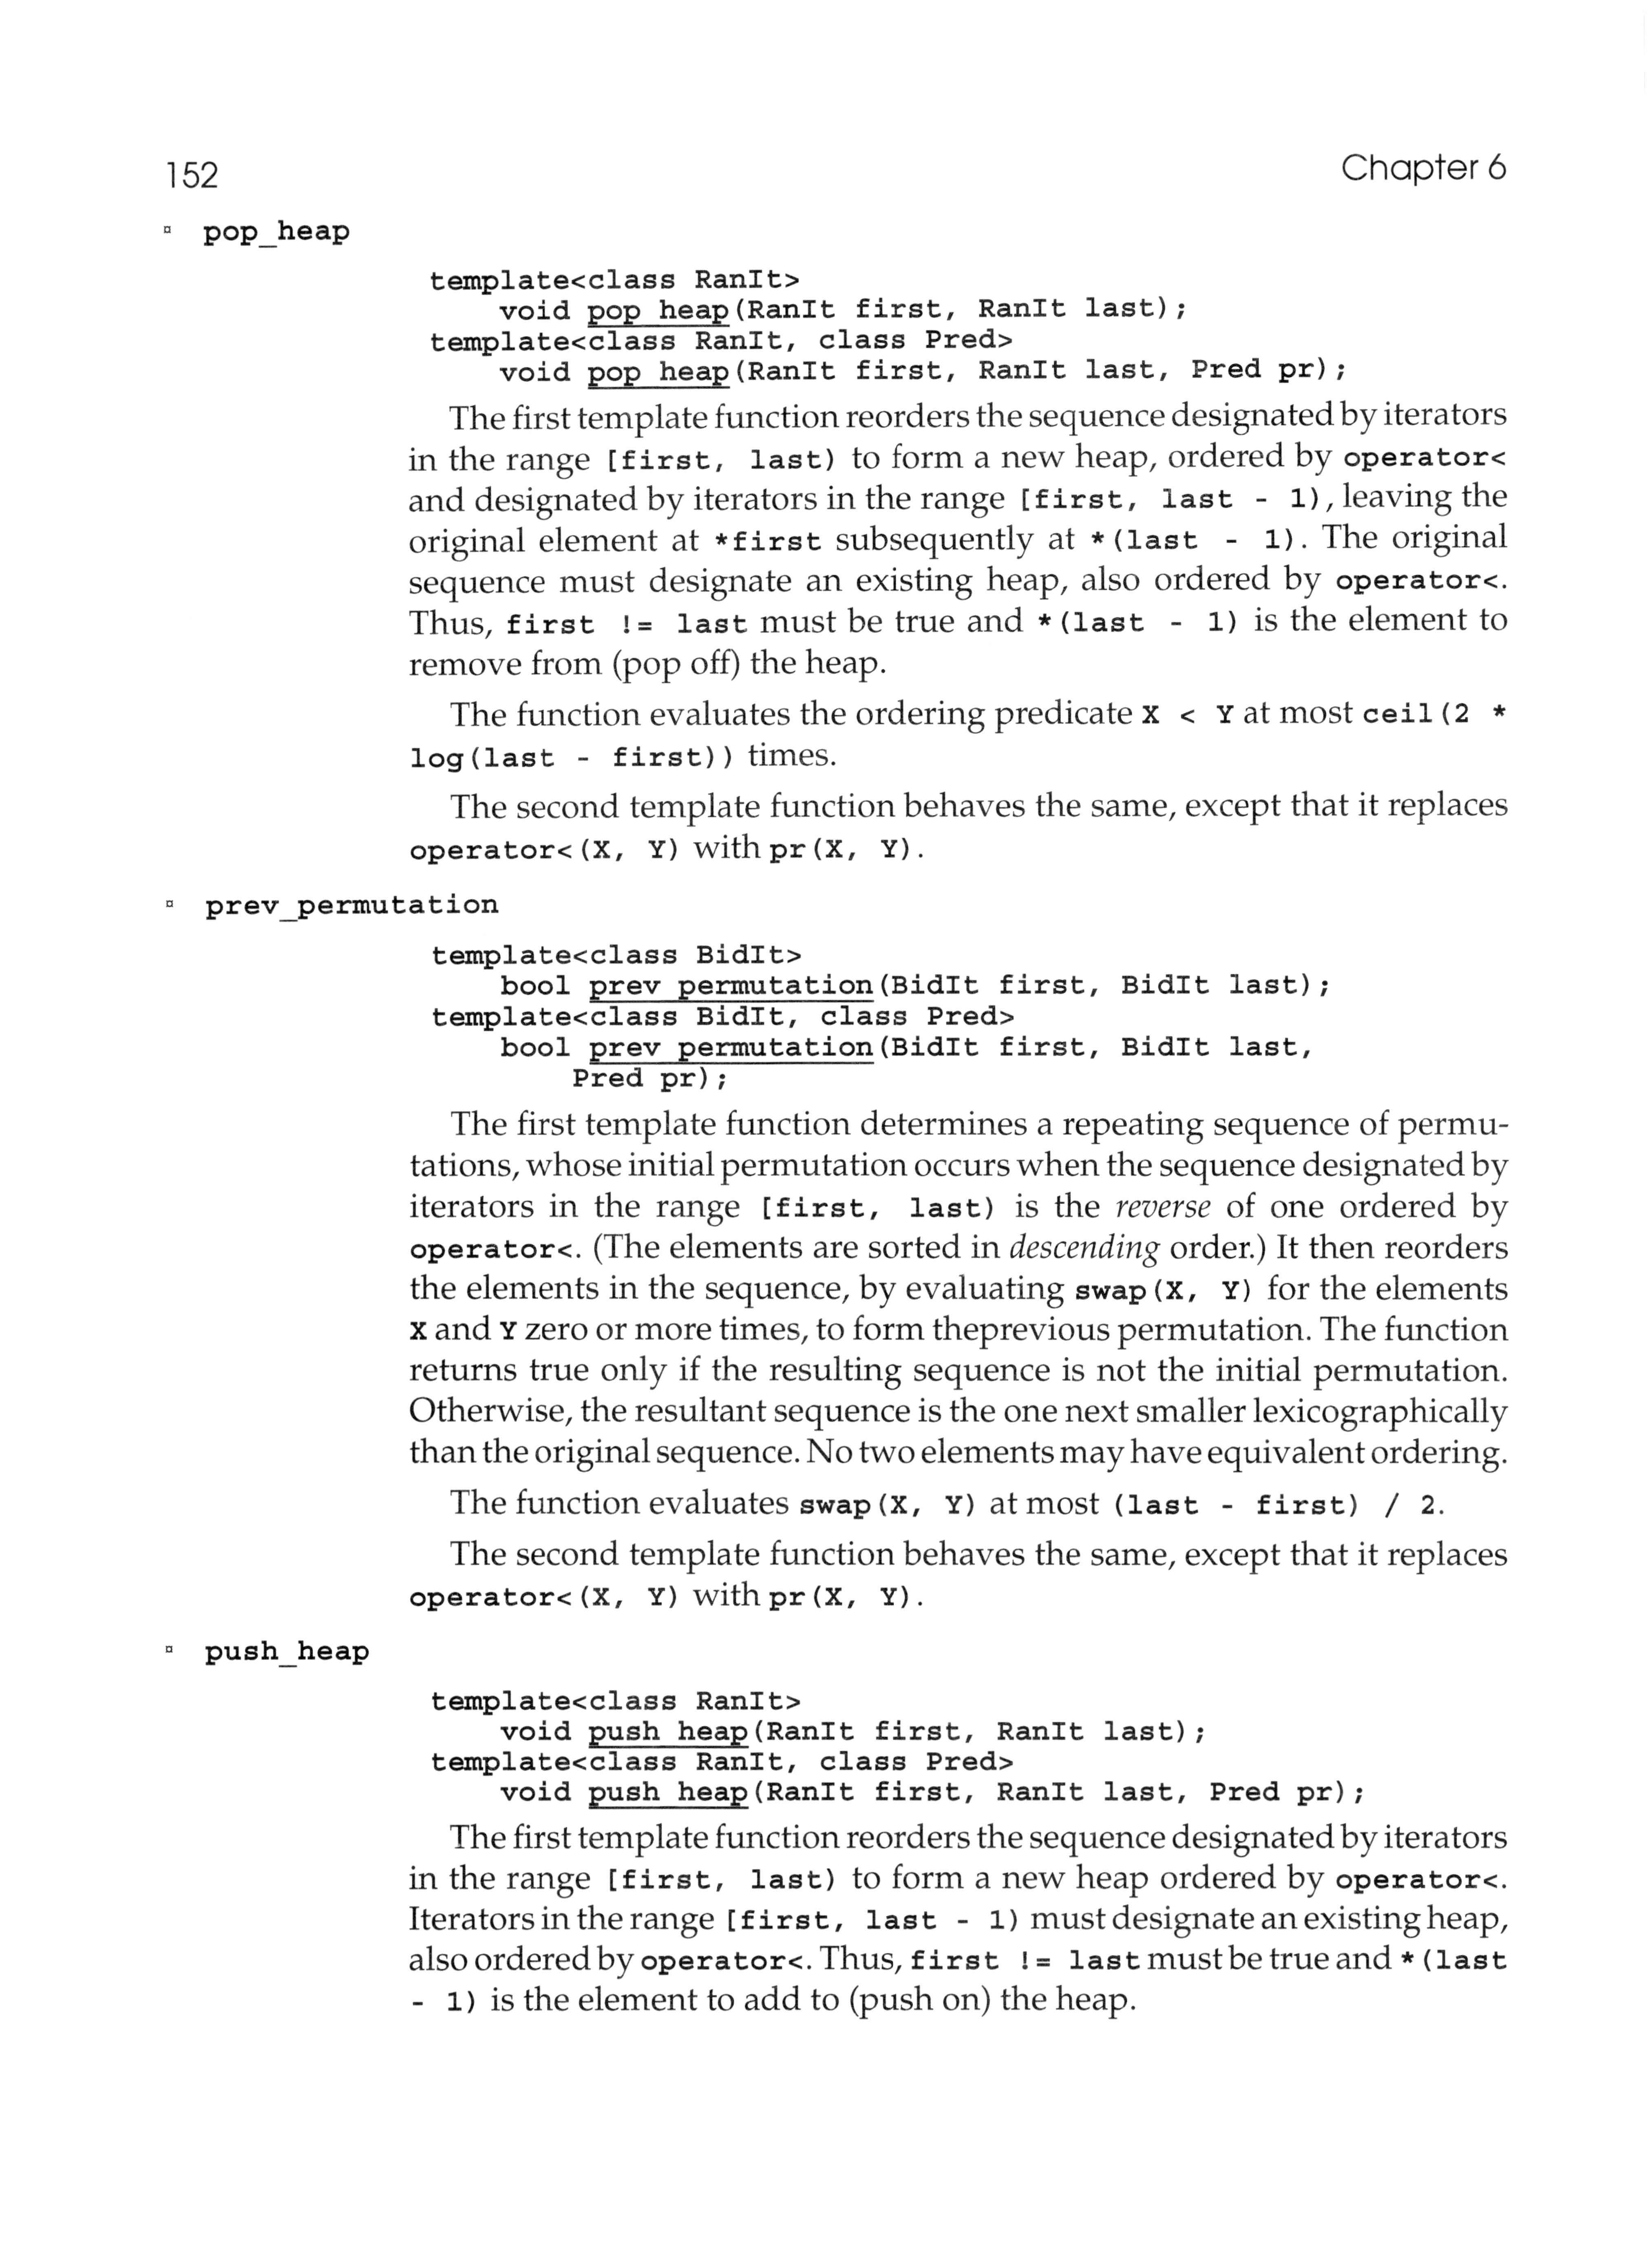 152
Chapter 6
¤ pop_heap
template<class RanIt>
void pop_heap(RanIt first, RanIt last);
template<class RanIt, class Pred>
void pop_heap(RanIt first, RanIt last, Pred pr);
The first template function reorders the sequence designated by iterators
in the range [first, last) to form a new heap, ordered by operator<
and designated by iterators in the range [first, last - 1), leaving the
original element at *first subsequently at *(last - 1). The original
sequence must designate an existing heap, also ordered by operator<.
Thus, first != last must be true and *(last - 1) is the element to
remove from (pop off) the heap.
The function evaluates the ordering predicate X < Y at most ceil(2 *
log(last - first)) times.
The second template function behaves the same, except that it replaces
operator<(X, Y) with pr(X, Y).
¤ prev_permutation
template<class BidIt>
bool prev_permutation(BidIt first, BidIt last);
template<class BidIt, class Pred>
bool prev_permutation(BidIt first, BidIt last,
Pred pr);
The first template function determines a repeating sequence of permu-
tations, whose initial permutation occurs when the sequence designated by
iterators in the range [first, last) is the reverse of one ordered by
operator<. (The elements are sorted in descending order.) It then reorders
the elements in the sequence, by evaluating swap(X, Y) for the elements
X and Y zero or more times, to form theprevious permutation. The function
returns true only if the resulting sequence is not the initial permutation.
Otherwise, the resultant sequence is the one next smaller lexicographically
than the original sequence. No two elements may have equivalent ordering.
The function evaluates swap(X, Y) at most (last - first) / 2.
The second template function behaves the same, except that it replaces
operator<(X, Y) with pr(X, Y).
¤ push_heap
template<class RanIt>
void push_heap(RanIt first, RanIt last);
template<class RanIt, class Pred>
void push_heap(RanIt first, RanIt last, Pred pr);
The first template function reorders the sequence designated by iterators
in the range [first, last) to form a new heap ordered by operator<.
Iterators in the range [first, last - 1) must designate an existing heap,
also ordered by operator<. Thus, first != last must be true and *(last
- 1) is the element to add to (push on) the heap.